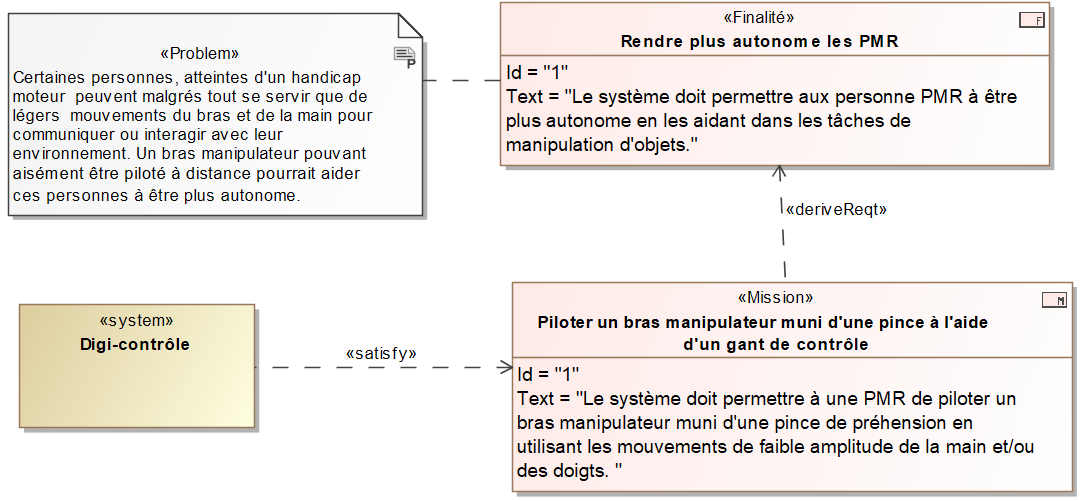 «Problem»
P
Certaines personnes, atteintes d'un handicap
moteur peuvent malgrés tout se servir que de
légers mouvements du bras et de la main pour
communiquer ou interagir avec leur
environnement. Un bras manipulateur pouvant
aisément être piloté à distance pourrait aider
ces personnes à être plus autonome.
«Finalité»
F
Rendre plus autonome les PMR
Id = "1"
Text = "Le système doit permettre aux personne PMR à être
plus autonome en les aidant dans les tâches de
manipulation d'objets."
«deriveReqt»
«system»
Digi-contrôle
«satisfy»
«Mission»
M
Piloter un bras manipulateur muni d'une pince à l'aide
d'un gant de contrôle
Id = "1"
Text = "Le système doit permettre à une PMR de piloter un
bras manipulateur muni d'une pince de préhension en
utilisant les mouvements de faible amplitude de la main et/ou
des doigts. "